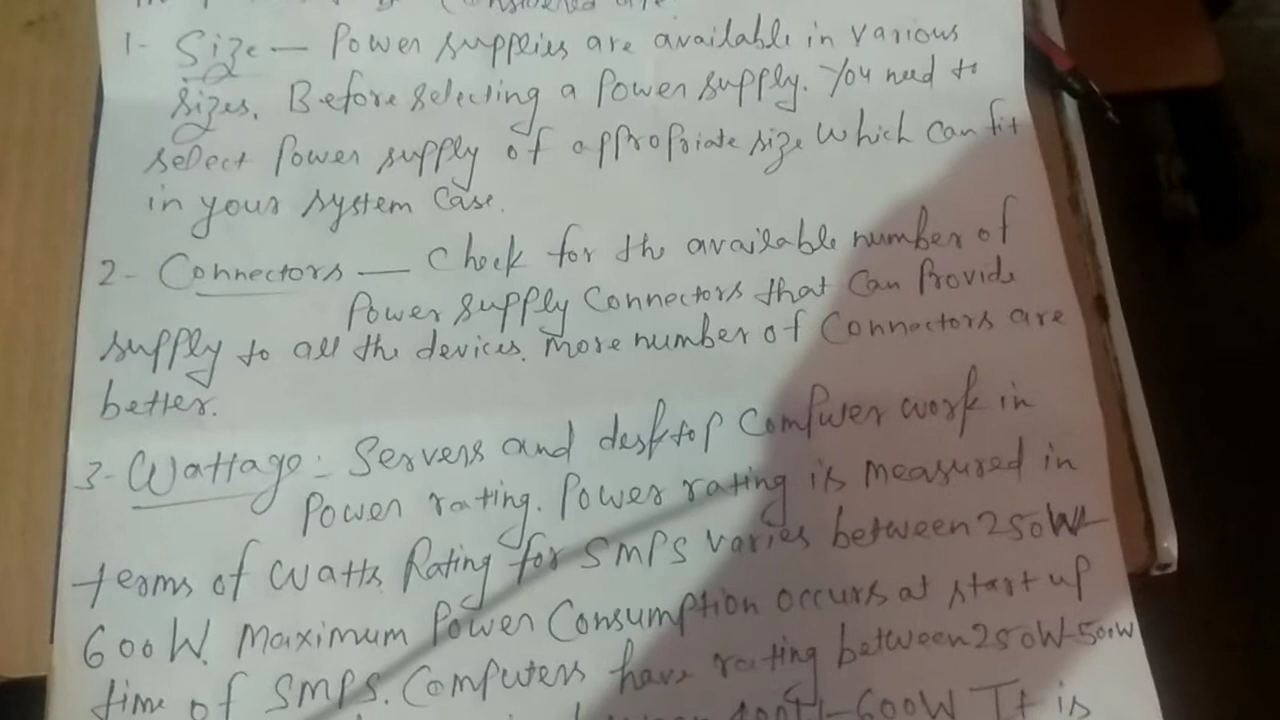 Considered are
1- Size — Power supplies are available in various
sizes. Before selecting a Power supply. You need to
select Power supply of appropriate size which can fit
in your system case.
2- Connectors — Check for the available number of
Power supply Connectors that can Provide
supply to all the devices. more number of Connectors are
better.
3- Wattage:- Servers and desktop Computer work in
Power rating. Power rating is measured in
terms of watts. Rating for SMPS varies between 250W-
600W. Maximum Power Consumption occurs at start up
time of SMPS. Computers have rating between 250W-500W
-600W It is